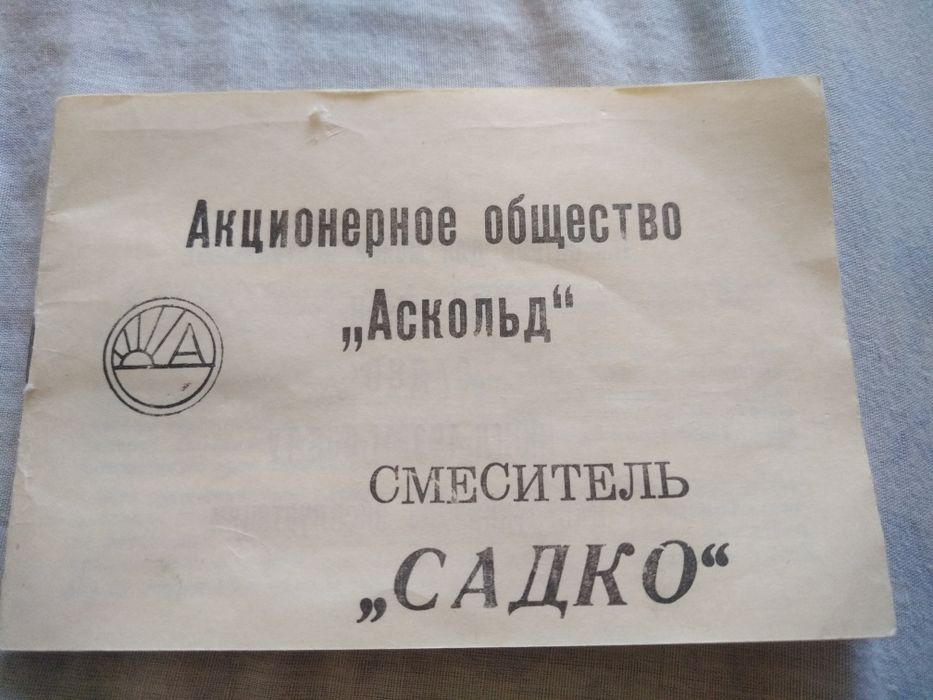 Акционерное общество
„Аскольд“
А
СМЕСИТЕЛЬ
„САДКО“